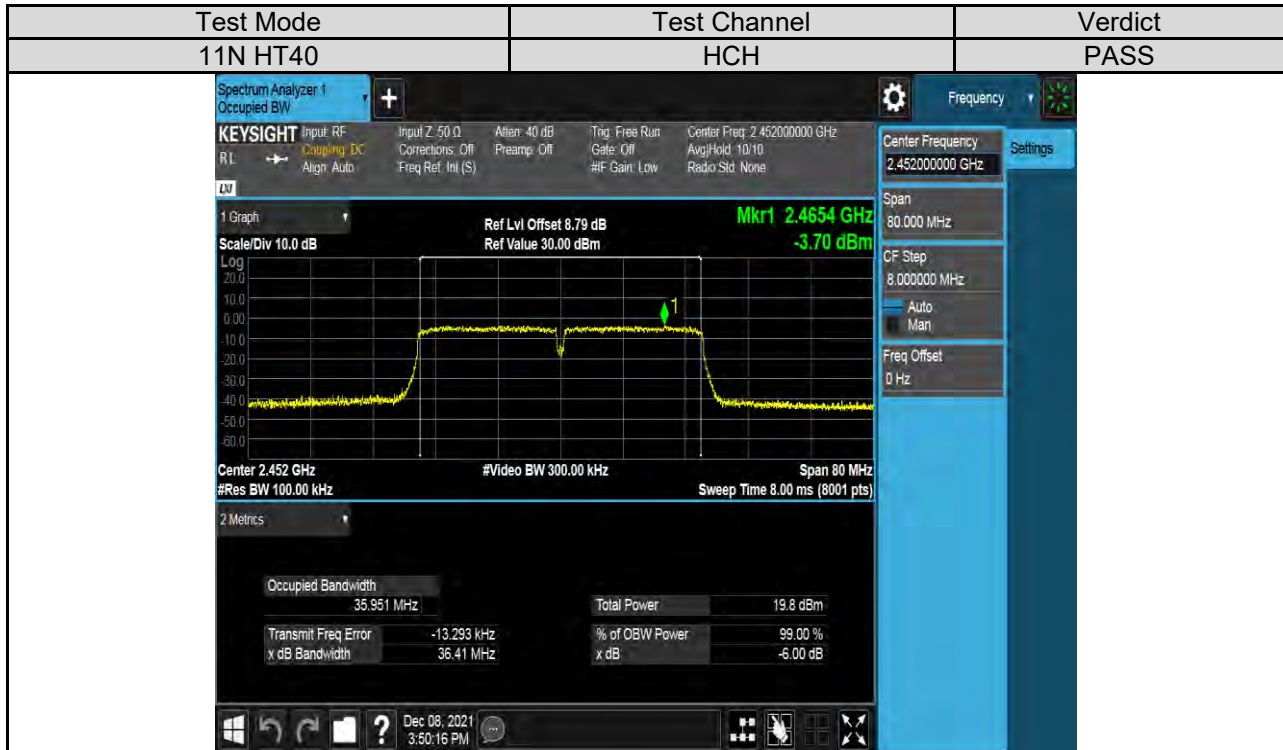 Test Mode Test Channel Verdict
11N HT40 HCH PASS
Spectrum Analyzer 1
Occupied BW
+
Frequency
KEYSIGHT Input: RF Input Z: 50 Ω Atten: 40 dB Trig: Free Run Center Freq: 2.452000000 GHz
RL Coupling: DC Corrections: Off Preamp: Off Gate: Off Avg|Hold: 10/10
Align: Auto Freq Ref: Int (S) #IF Gain: Low Radio Std: None
LXI
Center Frequency
2.452000000 GHz
Settings
Span
80.000 MHz
CF Step
8.000000 MHz
Auto
Man
Freq Offset
0 Hz
1 Graph
Ref Lvl Offset 8.79 dB
Mkr1 2.4654 GHz
Scale/Div 10.0 dB Ref Value 30.00 dBm -3.70 dBm
Log
20.0
10.0
1
0.00
-10.0
-20.0
-30.0
-40.0
-50.0
-60.0
Center 2.452 GHz #Video BW 300.00 kHz Span 80 MHz
#Res BW 100.00 kHz Sweep Time 8.00 ms (8001 pts)
2 Metrics
Occupied Bandwidth
35.951 MHz Total Power 19.8 dBm
Transmit Freq Error -13.293 kHz % of OBW Power 99.00 %
x dB Bandwidth 36.41 MHz x dB -6.00 dB
? Dec 08, 2021
3:50:16 PM